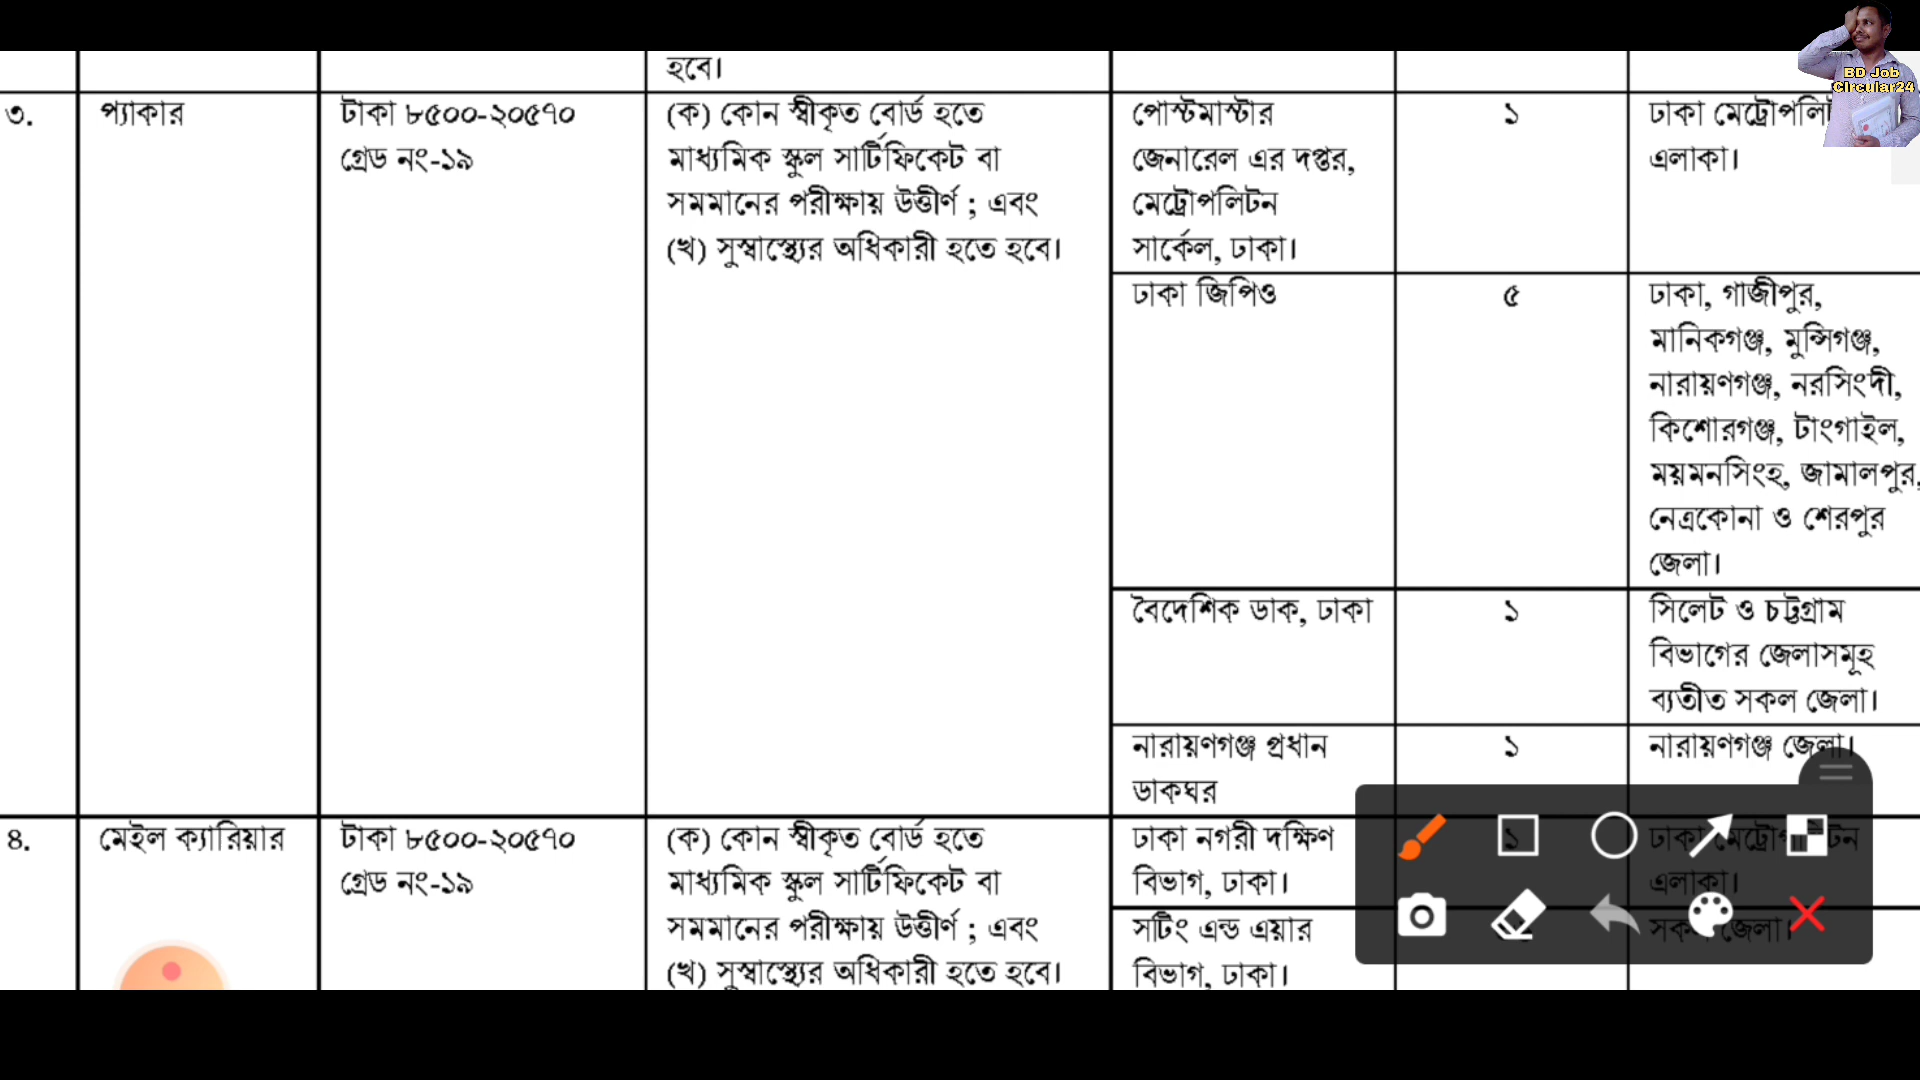 হবে।
BD Job
Circular24
৩.
প্যাকার
টাকা ৮৫০০-২০৫৭০
গ্রেড নং-১৯
(ক) কোন স্বীকৃত বোর্ড হতে
মাধ্যমিক স্কুল সার্টিফিকেট বা
সমমানের পরীক্ষায় উত্তীর্ণ ; এবং
(খ) সুস্বাস্থ্যের অধিকারী হতে হবে।
পোস্টমাস্টার
জেনারেল এর দপ্তর,
মেট্রোপলিটন
সার্কেল, ঢাকা।
১
ঢাকা
এলাকা।
ঢাকা জিপিও
৫
ঢাকা, গাজীপুর,
মানিকগঞ্জ, মুন্সিগঞ্জ,
নারায়ণগঞ্জ, নরসিংদী,
কিশোরগঞ্জ, টাংগাইল,
ময়মনসিংহ, জামালপুর,
নেত্রকোনা ও শেরপুর
জেলা।
বৈদেশিক ডাক, ঢাকা
১
সিলেট ও চট্টগ্রাম
বিভাগের জেলাসমূহ
ব্যতীত সকল জেলা।
নারায়ণগঞ্জ প্রধান
ডাকঘর
১
নারায়ণগঞ্জ জেলা।
৪.
মেইল ক্যারিয়ার
টাকা ৮৫০০-২০৫৭০
গ্রেড নং-১৯
(ক) কোন স্বীকৃত বোর্ড হতে
মাধ্যমিক স্কুল সার্টিফিকেট বা
সমমানের পরীক্ষায় উত্তীর্ণ ; এবং
(খ) সুস্বাস্থ্যের অধিকারী হতে হবে।
ঢাকা নগরী দক্ষিণ
বিভাগ, ঢাকা।
১
ঢাকা
এলাকা।
সর্টিং এন্ড এয়ার
বিভাগ, ঢাকা।
জেলা।